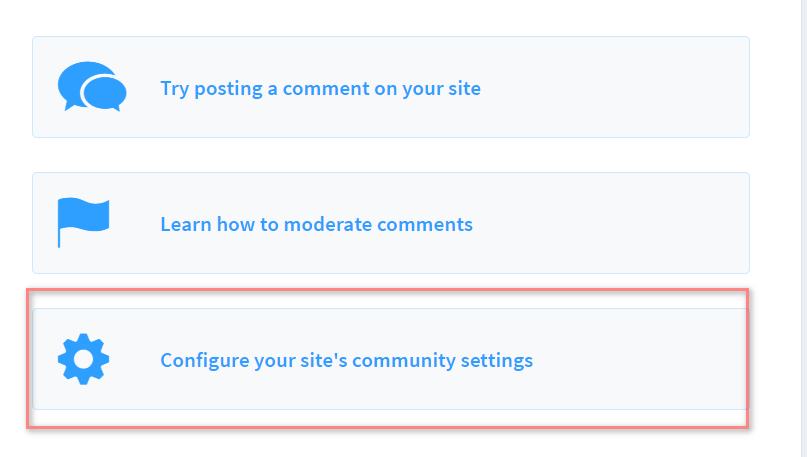 Try posting a comment on your site
Learn how to moderate comments
Configure your site's community settings